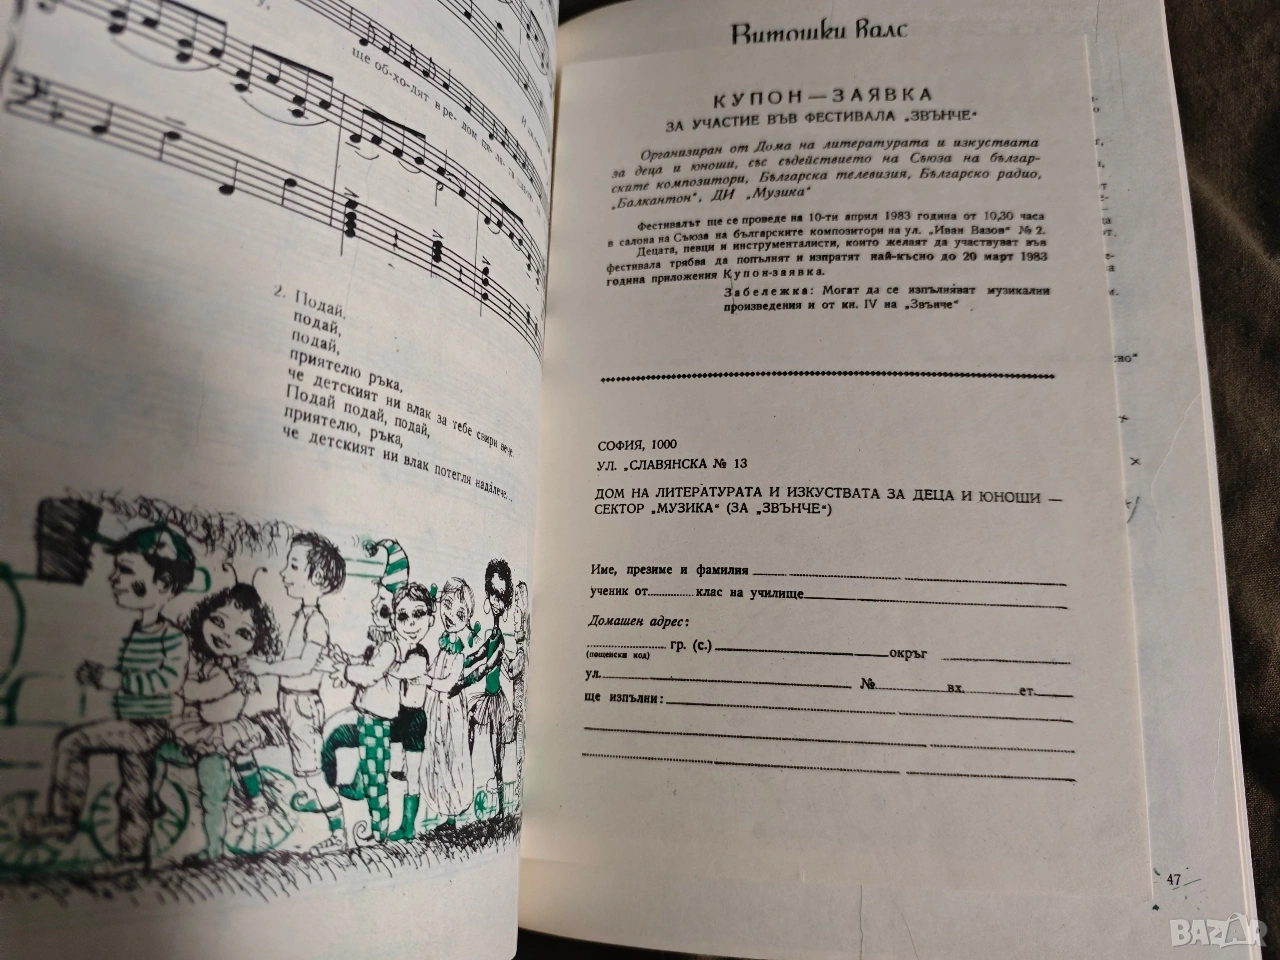 ще об-хо-дят в ре-
2. Подай,
подай,
подай,
приятелю ръка,
че детският ни влак за тебе свири веч.
Подай подай, подай,
приятелю, ръка,
че детският ни влак потегля надалече...
Витошки валс
КУПОН — ЗАЯВКА
ЗА УЧАСТИЕ ВЪВ ФЕСТИВАЛА „ЗВЪНЧЕ“
Организиран от Дома на литературата и изкуствата
за деца и юноши, със съдействието на Съюза на българ-
ските композитори, Българска телевизия, Българско радио,
„Балкантон“, ДИ „Музика“
Фестивалът ще се проведе на 10-ти април 1983 година от 10,30 часа
в салона на Съюза на българските композитори на ул. „Иван Вазов“ № 2.
Децата, певци и инструменталисти, които желаят да участвуват във
фестивала трябва да попълнят и изпратят най-късно до 20 март 1983
година приложения Купон-заявка.
Забележка: Могат да се изпълняват музикални
произведения и от кн. IV на „Звънче“
СОФИЯ, 1000
УЛ. „СЛАВЯНСКА № 13
ДОМ НА ЛИТЕРАТУРАТА И ИЗКУСТВАТА ЗА ДЕЦА И ЮНОШИ —
СЕКТОР „МУЗИКА“ (ЗА „ЗВЪНЧЕ“)
Име, презиме и фамилия
ученик от клас на училище
Домашен адрес:
гр. (с.) окръг
(пощенски код)
ул. № вх. ет.
ще изпълни:
47
BAZAR